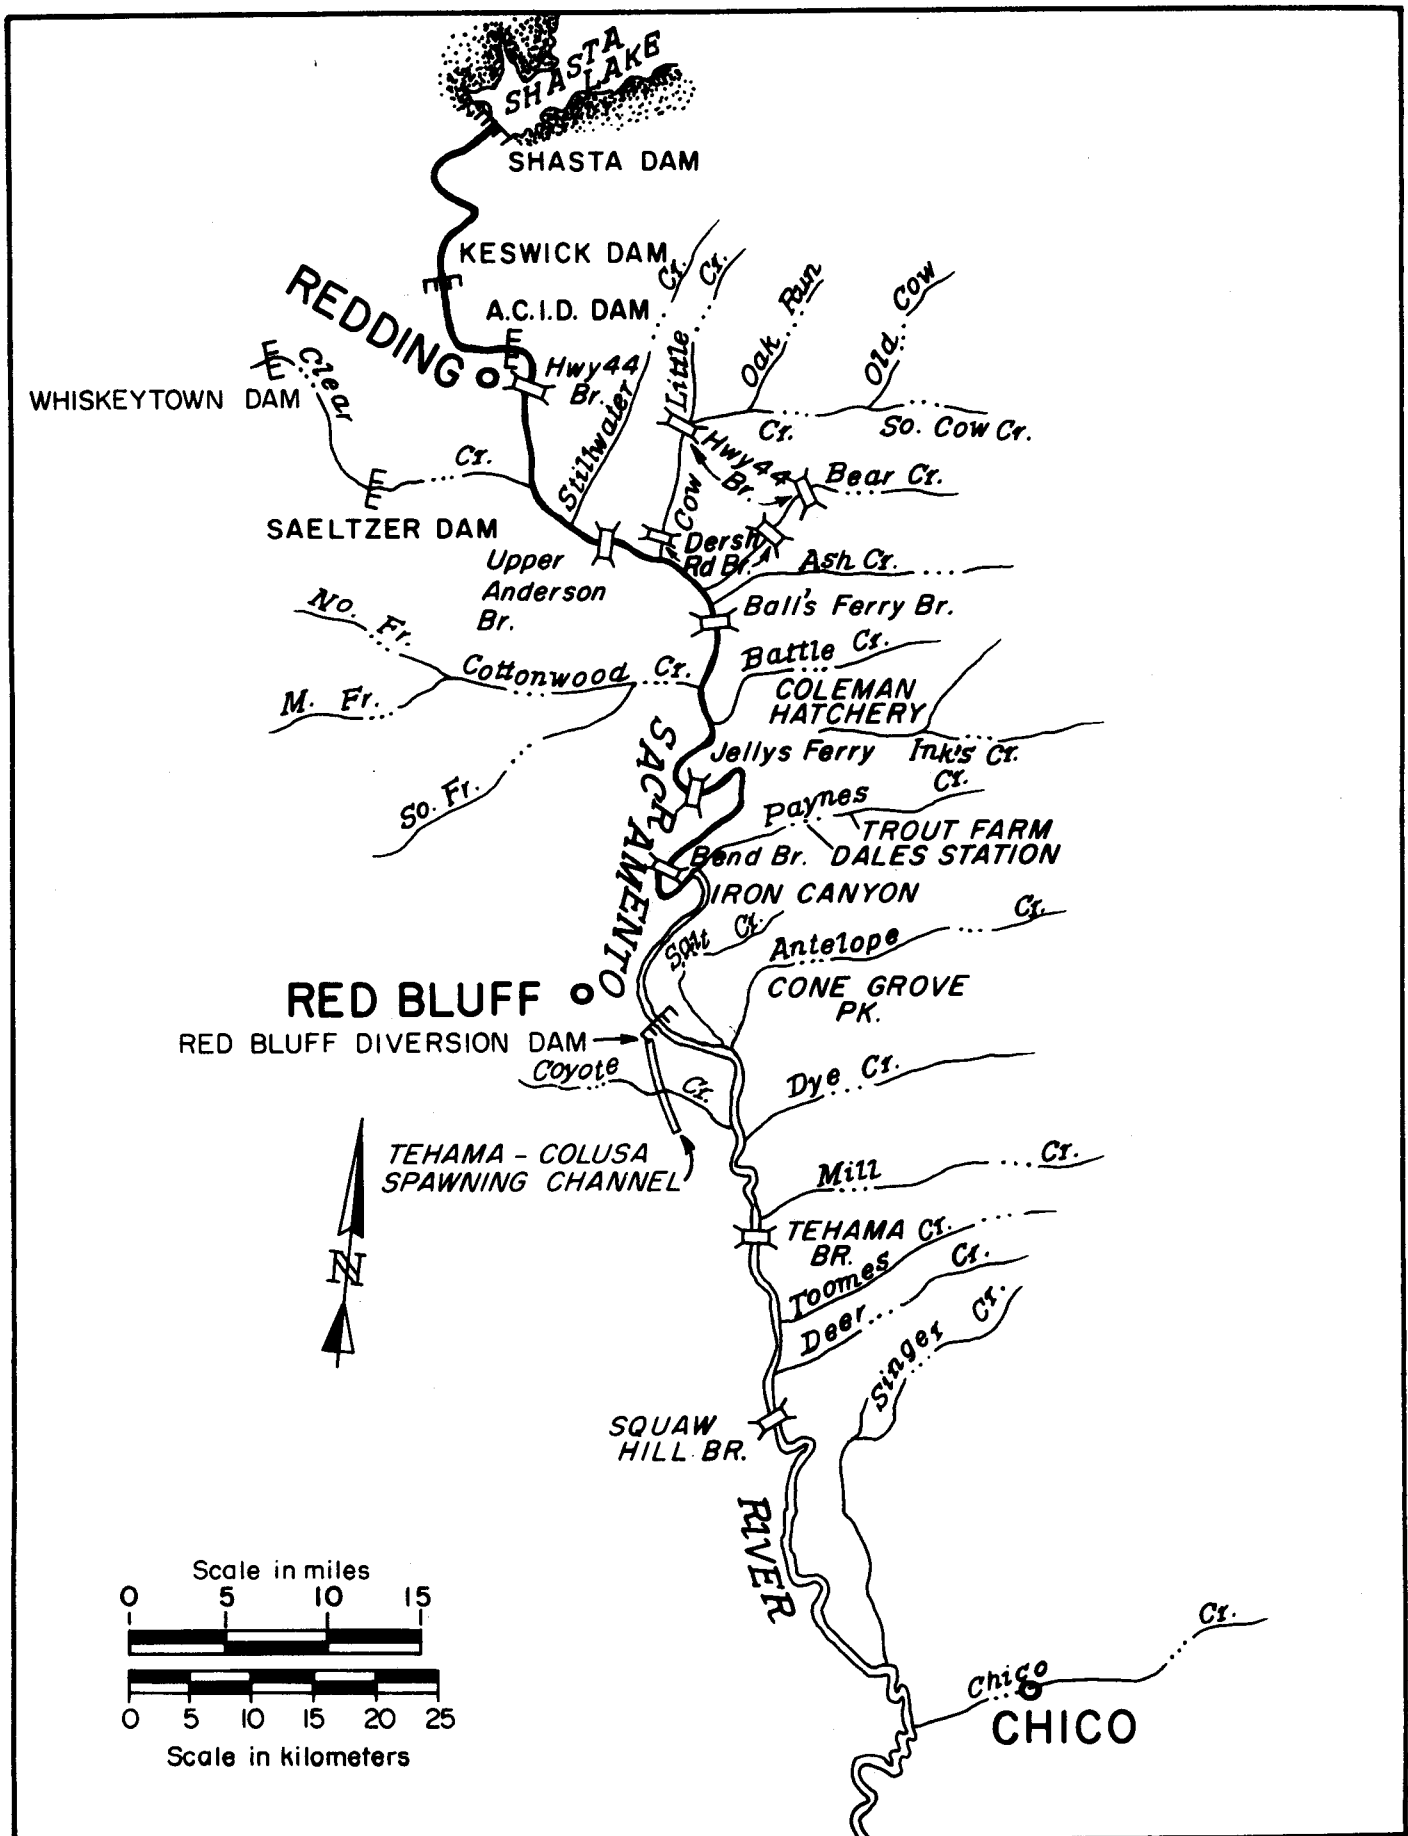 SHASTA
LAKE
SHASTA DAM
KESWICK DAM
A.C.I.D. DAM
REDDING
Hwy 44
Br.
WHISKEYTOWN DAM
Clear
Cr.
SAELTZER DAM
Stillwater
Cr.
Little
Cr.
Cow
Oak Run
Old Cow
Cr.
So. Cow Cr.
Hwy 44
Br.
Bear Cr.
Dersh
Rd Br.
Ash Cr.
Upper
Anderson
Br.
Ball's Ferry Br.
No.
Fr.
M. Fr.
Cottonwood Cr.
So. Fr.
Battle Cr.
COLEMAN
HATCHERY
Jellys Ferry
Ink's Cr.
Paynes Cr.
TROUT FARM
DALES STATION
Bend Br.
IRON CANYON
SACRAMENTO
Salt Cr.
Antelope Cr.
CONE GROVE
PK.
RED BLUFF
RED BLUFF DIVERSION DAM
Coyote Cr.
Dye Cr.
TEHAMA - COLUSA
SPAWNING CHANNEL
Mill Cr.
TEHAMA
BR.
Toomes Cr.
Deer Cr.
Singer Cr.
N
SQUAW
HILL BR.
RIVER
Scale in miles
0 5 10 15
0 5 10 15 20 25
Scale in kilometers
Chico Cr.
CHICO